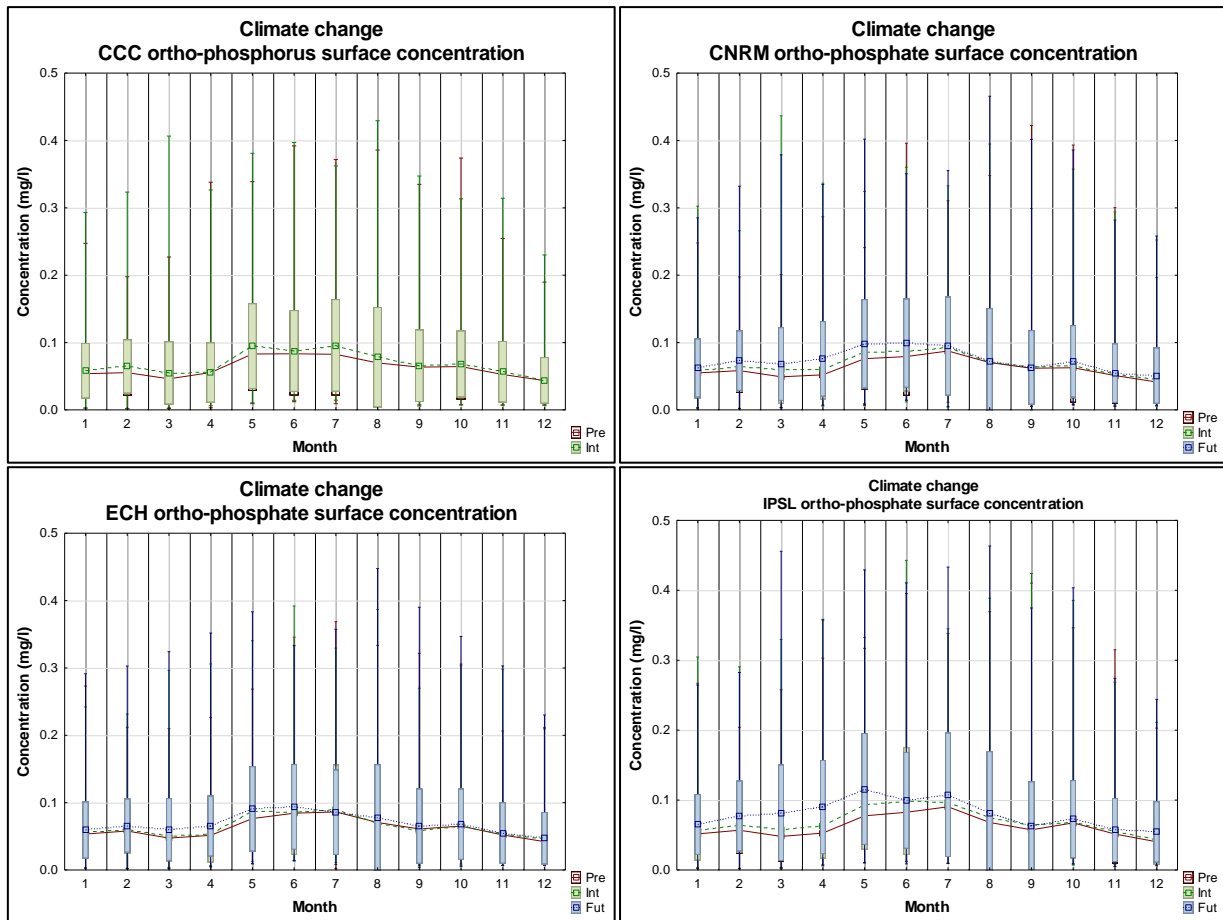 Climate change
CCC ortho-phosphorus surface concentration
0.5
0.4
0.3
0.2
0.1
0.0
Concentration (mg/l)
1 2 3 4 5 6 7 8 9 10 11 12
Month
Pre
Int
Climate change
CNRM ortho-phosphate surface concentration
0.5
0.4
0.3
0.2
0.1
0.0
Concentration (mg/l)
1 2 3 4 5 6 7 8 9 10 11 12
Month
Pre
Int
Fut
Climate change
ECH ortho-phosphate surface concentration
0.5
0.4
0.3
0.2
0.1
0.0
Concentration (mg/l)
1 2 3 4 5 6 7 8 9 10 11 12
Month
Pre
Int
Fut
Climate change
IPSL ortho-phosphate surface concentration
0.5
0.4
0.3
0.2
0.1
0.0
Concentration (mg/l)
1 2 3 4 5 6 7 8 9 10 11 12
Month
Pre
Int
Fut